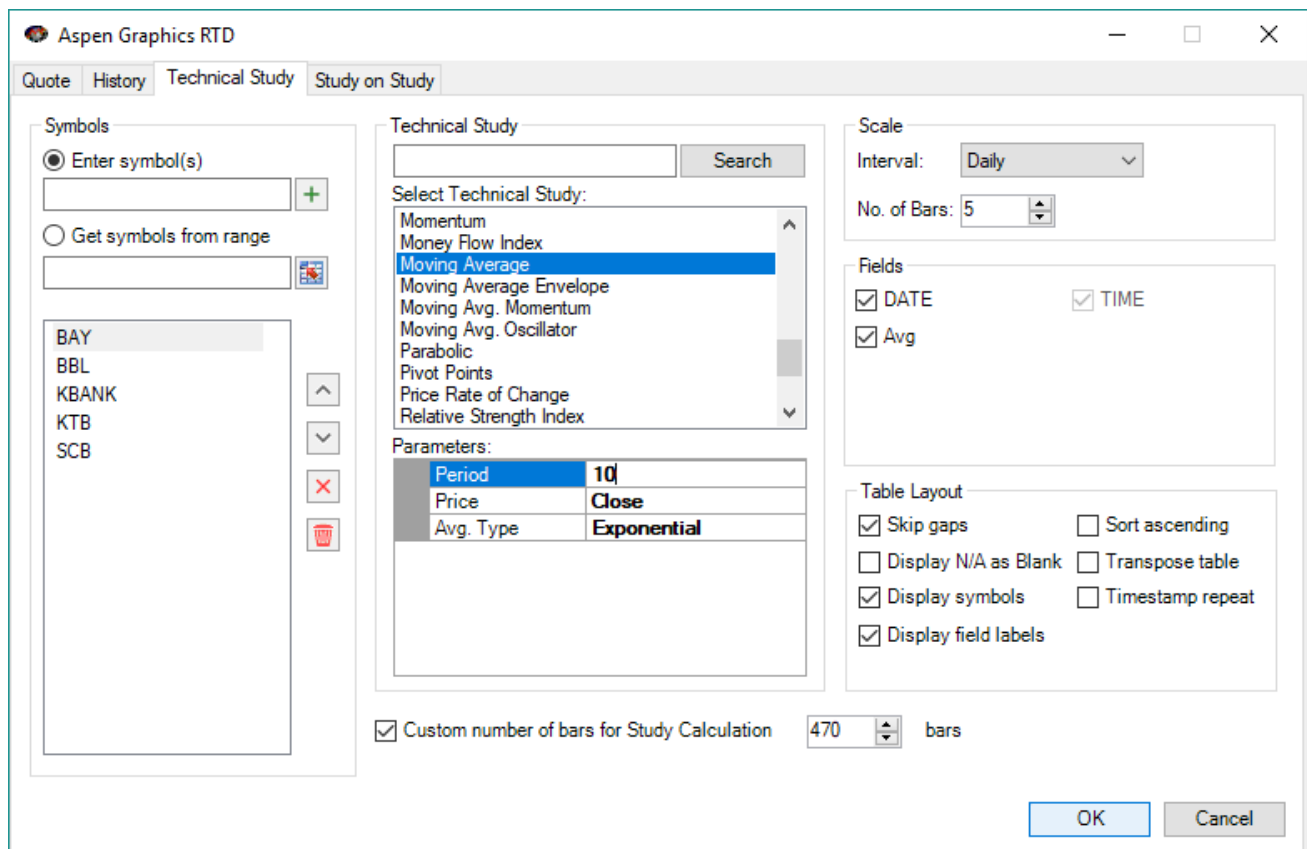 Aspen Graphics RTD
Quote History Technical Study Study on Study
Symbols
Enter symbol(s)
+
Get symbols from range
BAY
BBL
KBANK
KTB
SCB
Technical Study
Search
Select Technical Study:
Momentum
Money Flow Index
Moving Average
Moving Average Envelope
Moving Avg. Momentum
Moving Avg. Oscillator
Parabolic
Pivot Points
Price Rate of Change
Relative Strength Index
Parameters:
Period 10
Price Close
Avg. Type Exponential
Scale
Interval: Daily
No. of Bars: 5
Fields
DATE TIME
Avg
Table Layout
Skip gaps Sort ascending
Display N/A as Blank Transpose table
Display symbols Timestamp repeat
Display field labels
Custom number of bars for Study Calculation 470 bars
OK Cancel